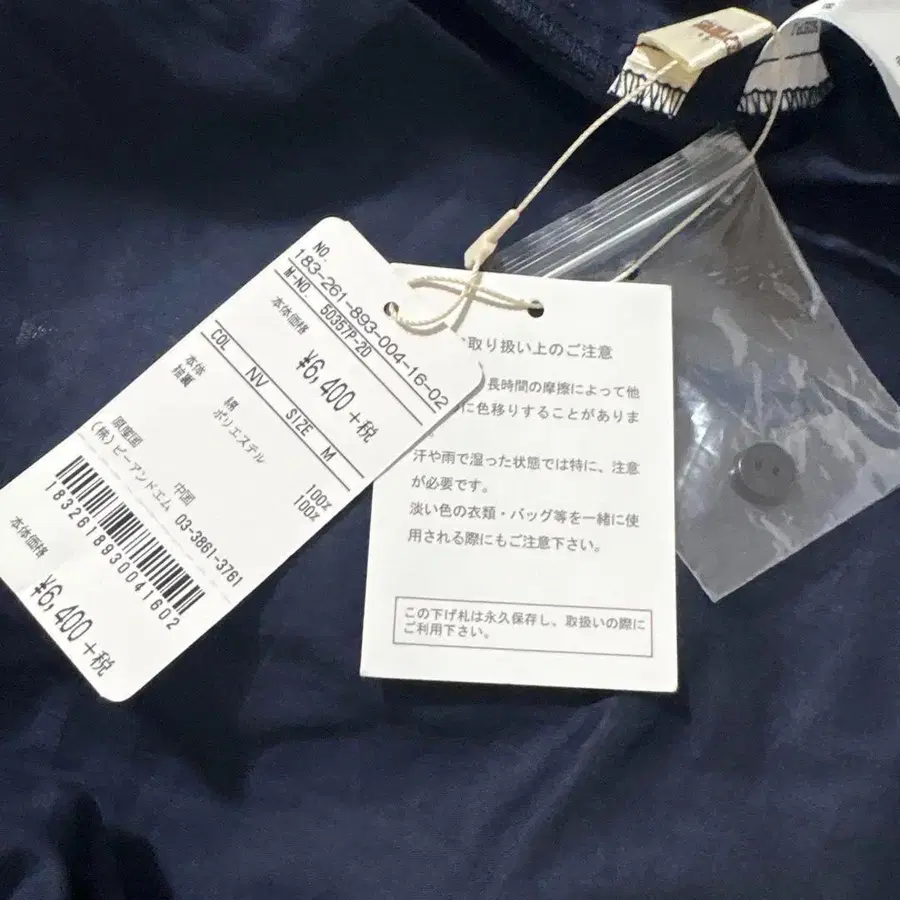 NO.
183-261-893-004-16-02
M-NO. 50357P-20
本体価格
¥6,400 +税
COL NV SIZE M
本体 綿 100%
ポリエステル 100%
原産国 中国
(株)ビーアンドエム 03-3861-3761
1832618930041602
本体価格
¥6,400 +税
取り扱い上のご注意
長時間の摩擦によって他
に色移りすることがありま
汗や雨で湿った状態では特に、注意
が必要です。
淡い色の衣類・バッグ等を一緒に使
用される際にもご注意下さい。
この下げ札は永久保存し、取扱いの際に
ご利用下さい。